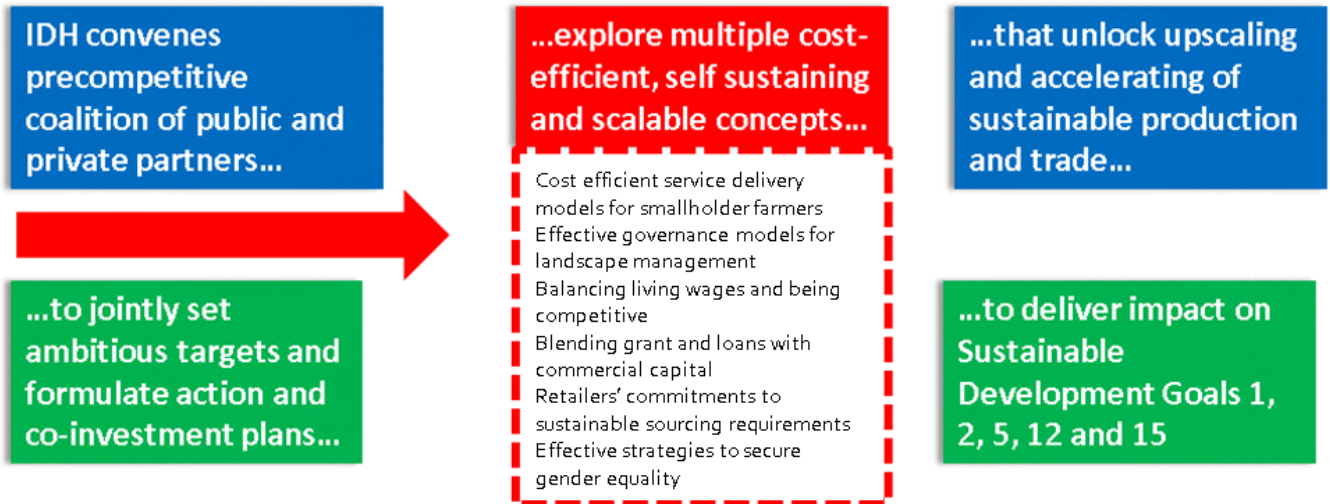 IDH convenes
precompetitive
coalition of public and
private partners...
...to jointly set
ambitious targets and
formulate action and
co-investment plans...
...explore multiple cost-
efficient, self sustaining
and scalable concepts...
Cost efficient service delivery
models for smallholder farmers
Effective governance models for
landscape management
Balancing living wages and being
competitive
Blending grant and loans with
commercial capital
Retailers' commitments to
sustainable sourcing requirements
Effective strategies to secure
gender equality
...that unlock upscaling
and accelerating of
sustainable production
and trade...
...to deliver impact on
Sustainable
Development Goals 1,
2, 5, 12 and 15